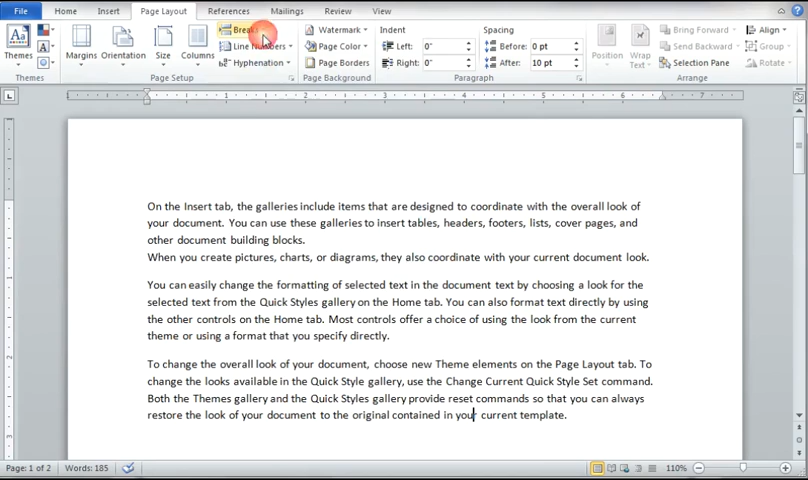 File Home Insert Page Layout References Mailings Review View
Breaks Watermark Indent Spacing Bring Forward Align
Line Numbers Page Color Left: 0" Before: 0 pt Send Backward Group
Themes Margins Orientation Size Columns Hyphenation Page Borders Right: 0" After: 10 pt Position Wrap Text Selection Pane Rotate
Themes Page Setup Page Background Paragraph Arrange
1 2 3 4 5 6 7
On the Insert tab, the galleries include items that are designed to coordinate with the overall look of
your document. You can use these galleries to insert tables, headers, footers, lists, cover pages, and
other document building blocks.
When you create pictures, charts, or diagrams, they also coordinate with your current document look.
You can easily change the formatting of selected text in the document text by choosing a look for the
selected text from the Quick Styles gallery on the Home tab. You can also format text directly by using
the other controls on the Home tab. Most controls offer a choice of using the look from the current
theme or using a format that you specify directly.
To change the overall look of your document, choose new Theme elements on the Page Layout tab. To
change the looks available in the Quick Style gallery, use the Change Current Quick Style Set command.
Both the Themes gallery and the Quick Styles gallery provide reset commands so that you can always
restore the look of your document to the original contained in your current template.
Page: 1 of 2 Words: 185 110%